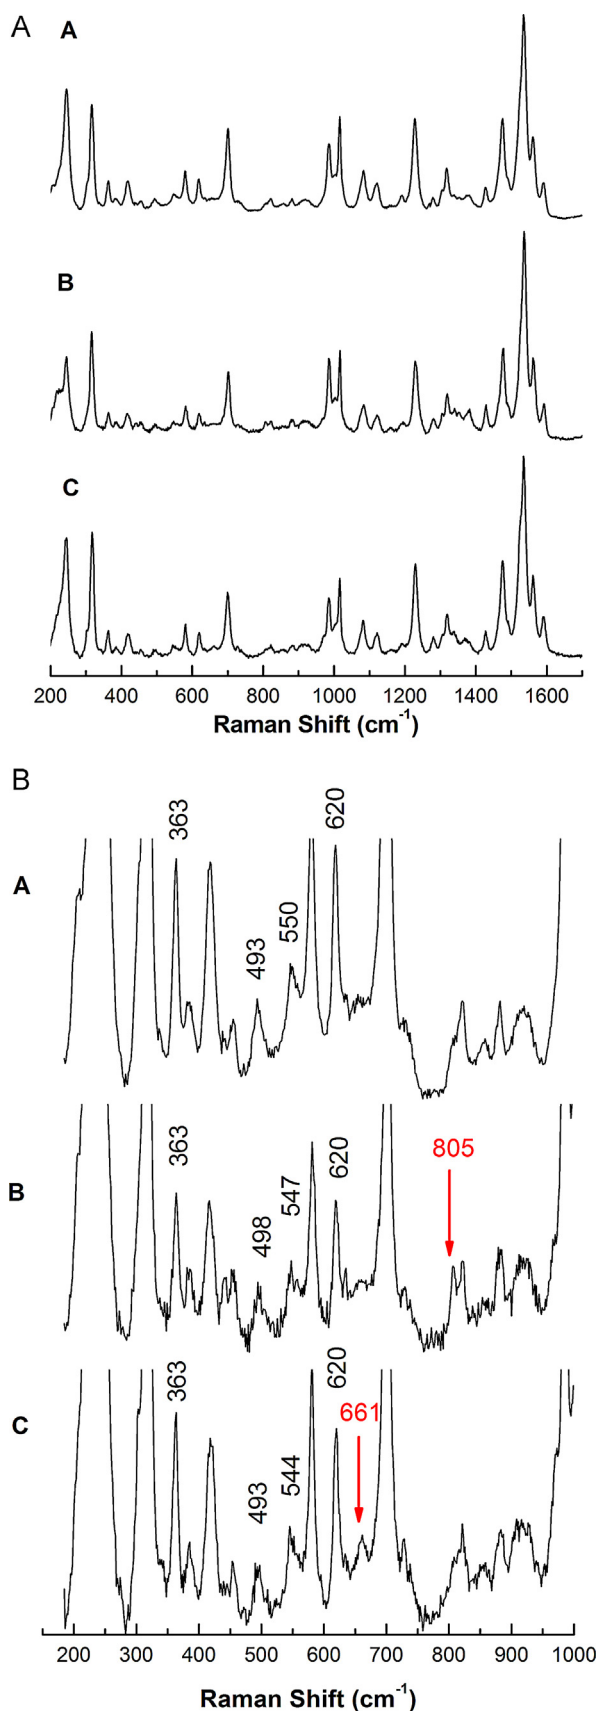 A
A
B
C
200 400 600 800 1000 1200 1400 1600
Raman Shift (cm-1)
B
363 620
493 550
A
363 620 805
498 547
B
363 620 661
493 544
C
200 300 400 500 600 700 800 900 1000
Raman Shift (cm-1)